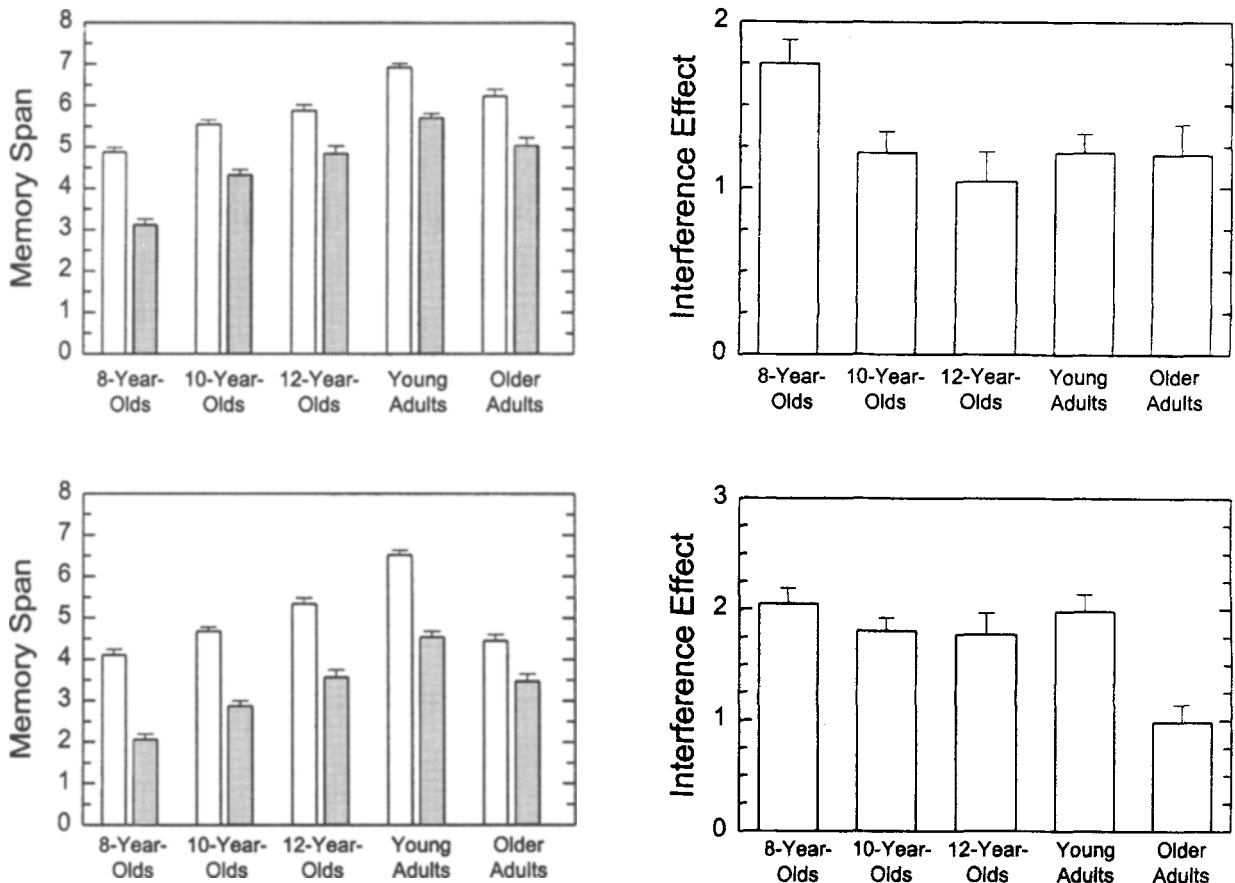 Memory Span
8
7
6
5
4
3
2
1
0
8-Year-
Olds
10-Year-
Olds
12-Year-
Olds
Young
Adults
Older
Adults
Interference Effect
2
1
0
8-Year-
Olds
10-Year-
Olds
12-Year-
Olds
Young
Adults
Older
Adults
Memory Span
8
7
6
5
4
3
2
1
0
8-Year-
Olds
10-Year-
Olds
12-Year-
Olds
Young
Adults
Older
Adults
Interference Effect
3
2
1
0
8-Year-
Olds
10-Year-
Olds
12-Year-
Olds
Young
Adults
Older
Adults